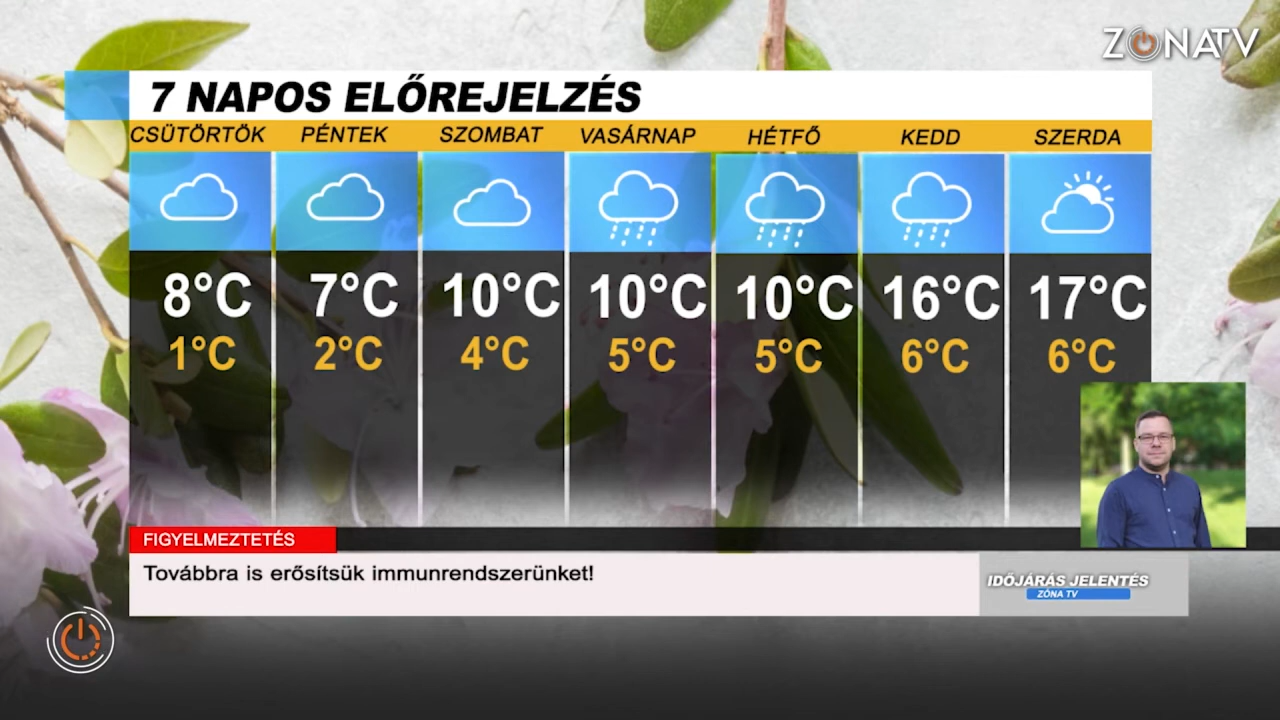 ZONATV
7 NAPOS ELŐREJELZÉS
CSÜTÖRTÖK PÉNTEK SZOMBAT VASÁRNAP HÉTFŐ KEDD SZERDA
8°C 7°C 10°C 10°C 10°C 16°C 17°C
1°C 2°C 4°C 5°C 5°C 6°C 6°C
FIGYELMEZTETÉS
Továbbra is erősítsük immunrendszerünket!
IDŐJÁRÁS JELENTÉS
ZÓNA TV